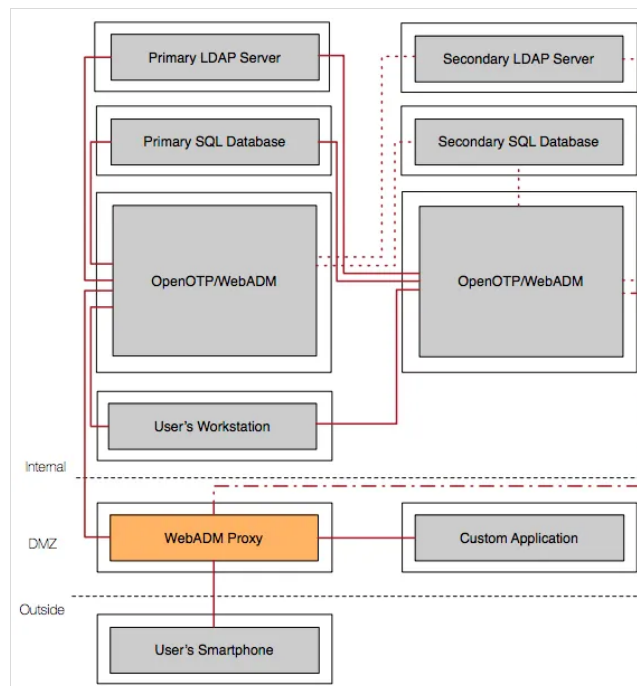 Primary LDAP Server
Secondary LDAP Server
Primary SQL Database
Secondary SQL Database
OpenOTP/WebADM
OpenOTP/WebADM
User's Workstation
Internal
WebADM Proxy
Custom Application
DMZ
Outside
User's Smartphone